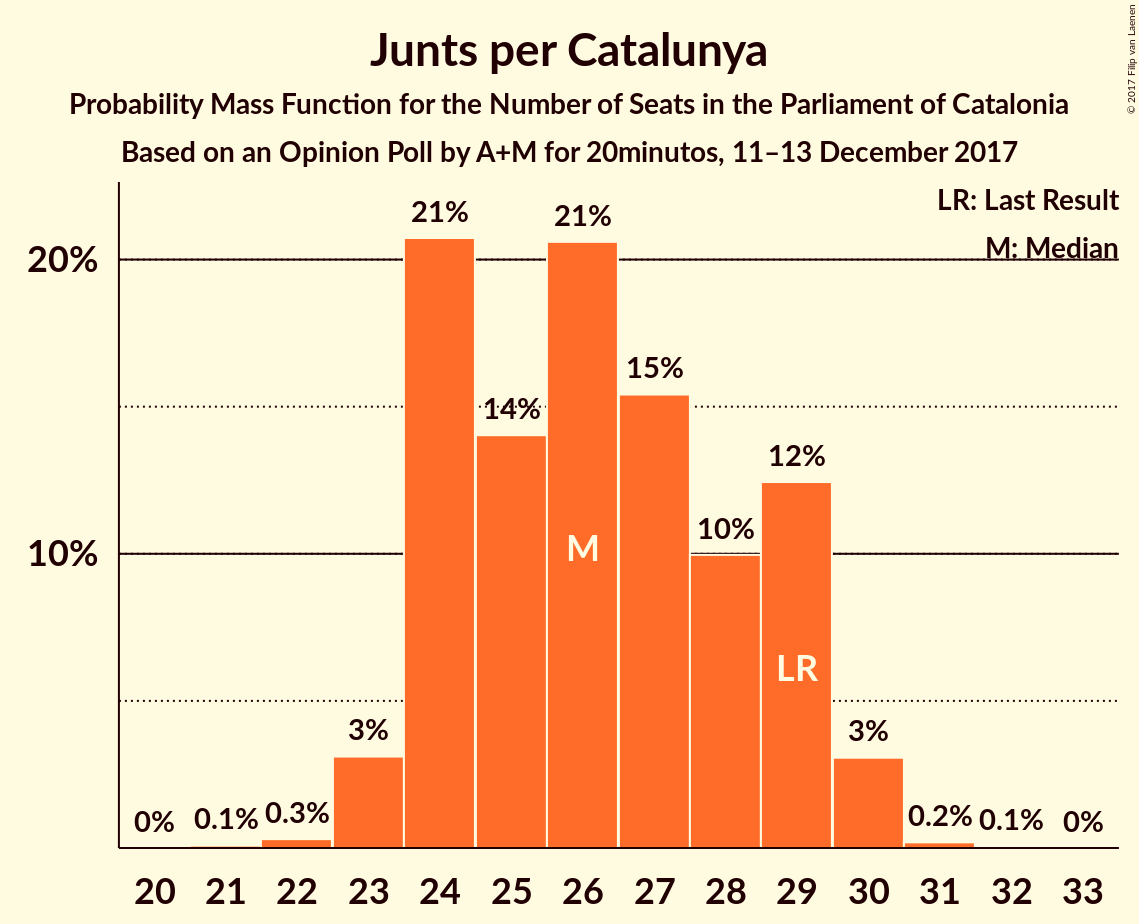 Junts per Catalunya
Probability Mass Function for the Number of Seats in the Parliament of Catalonia
Based on an Opinion Poll by A+M for 20minutos, 11–13 December 2017
© 2017 Filip van Laenen
LR: Last Result
M: Median
20%
10%
0%
0.1%
0.3%
3%
21%
14%
21%
15%
10%
12%
3%
0.2%
0.1%
0%
M
LR
20 21 22 23 24 25 26 27 28 29 30 31 32 33